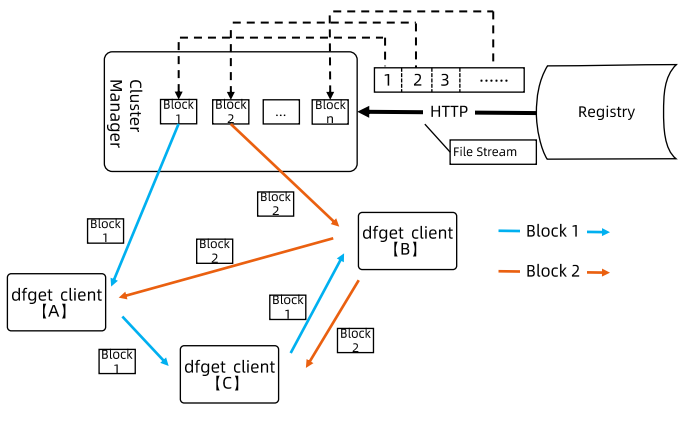 1 2 3 ······
Cluster
Manager
Block
1
Block
2
...
Block
n
HTTP
Registry
File Stream
Block
2
Block
1
dfget client
【B】
Block 1
Block
2
Block 2
dfget client
【A】
Block
1
Block
2
Block
1
dfget client
【C】